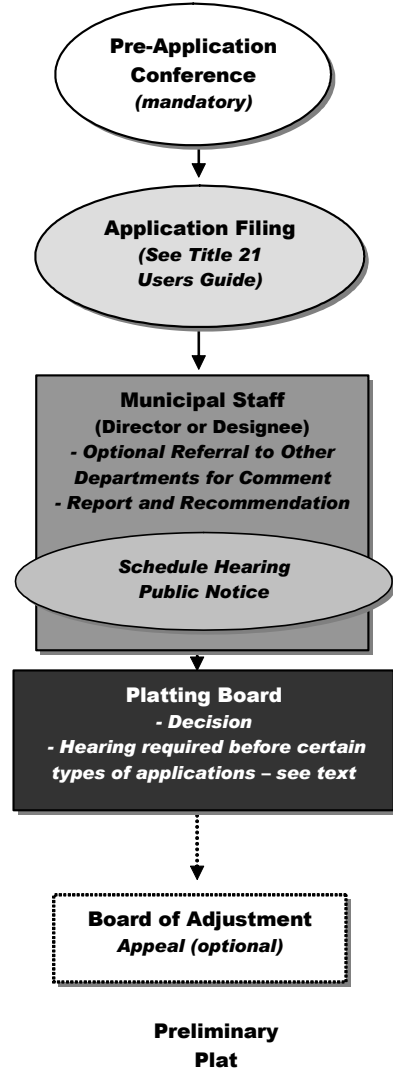 Pre-Application
Conference
(mandatory)
Application Filing
(See Title 21
Users Guide)
Municipal Staff
(Director or Designee)
- Optional Referral to Other
Departments for Comment
- Report and Recommendation
Schedule Hearing
Public Notice
Platting Board
- Decision
- Hearing required before certain
types of applications – see text
Board of Adjustment
Appeal (optional)
Preliminary
Plat